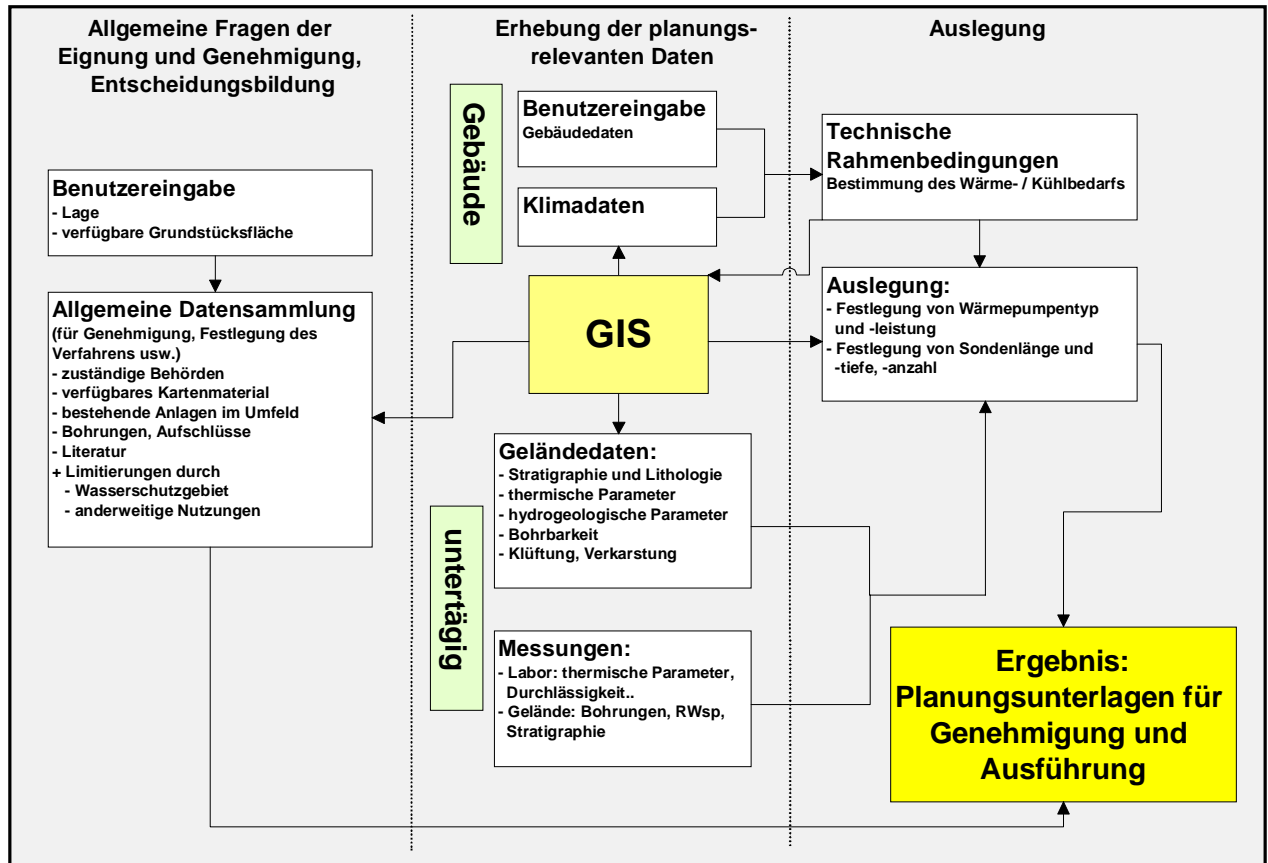 Allgemeine Fragen der
Eignung und Genehmigung,
Entscheidungsbildung
Benutzereingabe
- Lage
- verfügbare Grundstücksfläche
Allgemeine Datensammlung
(für Genehmigung, Festlegung des
Verfahrens usw.)
- zuständige Behörden
- verfügbares Kartenmaterial
- bestehende Anlagen im Umfeld
- Bohrungen, Aufschlüsse
- Literatur
+ Limitierungen durch
- Wasserschutzgebiet
- anderweitige Nutzungen
Erhebung der planungs-
relevanten Daten
Gebäude
Benutzereingabe
Gebäudedaten
Klimadaten
GIS
untertägig
Geländedaten:
- Stratigraphie und Lithologie
- thermische Parameter
- hydrogeologische Parameter
- Bohrbarkeit
- Klüftung, Verkarstung
Messungen:
- Labor: thermische Parameter,
Durchlässigkeit..
- Gelände: Bohrungen, RWsp,
Stratigraphie
Auslegung
Technische
Rahmenbedingungen
Bestimmung des Wärme- / Kühlbedarfs
Auslegung:
- Festlegung von Wärmepumpentyp
und -leistung
- Festlegung von Sondenlänge und
-tiefe, -anzahl
Ergebnis:
Planungsunterlagen für
Genehmigung und
Ausführung